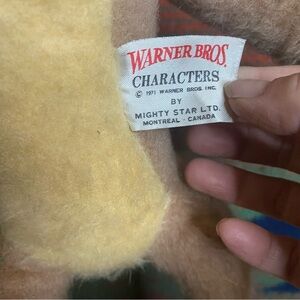 WARNER BROS.
CHARACTERS
© 1971 WARNER BROS. INC.
BY
MIGHTY STAR LTD.
MONTREAL - CANADA